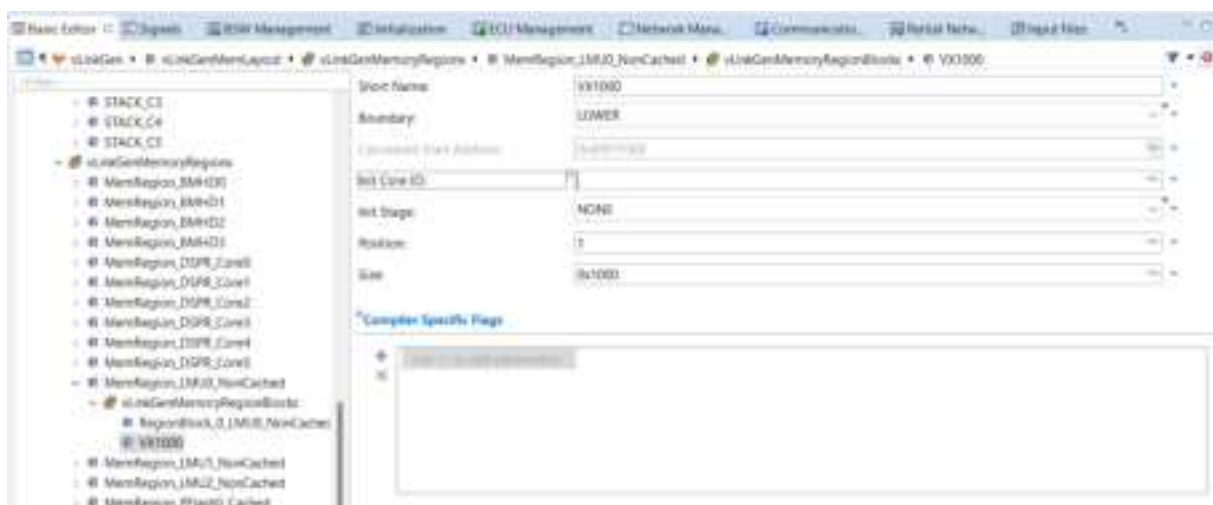 Basic Editor Signals BSW Management Initialization ECU Management Network Mana... Communicatio... Partial Netw... Input Files
vLinkGen vLinkGenMemLayout vLinkGenMemoryRegions MemRegion_LMU0_NonCached vLinkGenMemoryRegionBlocks VX1000
STACK_C3
STACK_C4
STACK_C5
vLinkGenMemoryRegions
MemRegion_BMHD0
MemRegion_BMHD1
MemRegion_BMHD2
MemRegion_BMHD3
MemRegion_DSPR_Core0
MemRegion_DSPR_Core1
MemRegion_DSPR_Core2
MemRegion_DSPR_Core3
MemRegion_DSPR_Core4
MemRegion_DSPR_Core5
MemRegion_LMU0_NonCached
vLinkGenMemoryRegionBlocks
RegionBlock_0_LMU0_NonCached
VX1000
MemRegion_LMU1_NonCached
MemRegion_LMU2_NonCached
MemRegion_PFlash0_Cached
Short Name: VX1000
Boundary: LOWER
Calculated Start Address:
Init Core ID:
Init Stage: NONE
Position: 1
Size: 0x1000
Compiler Specific Flags